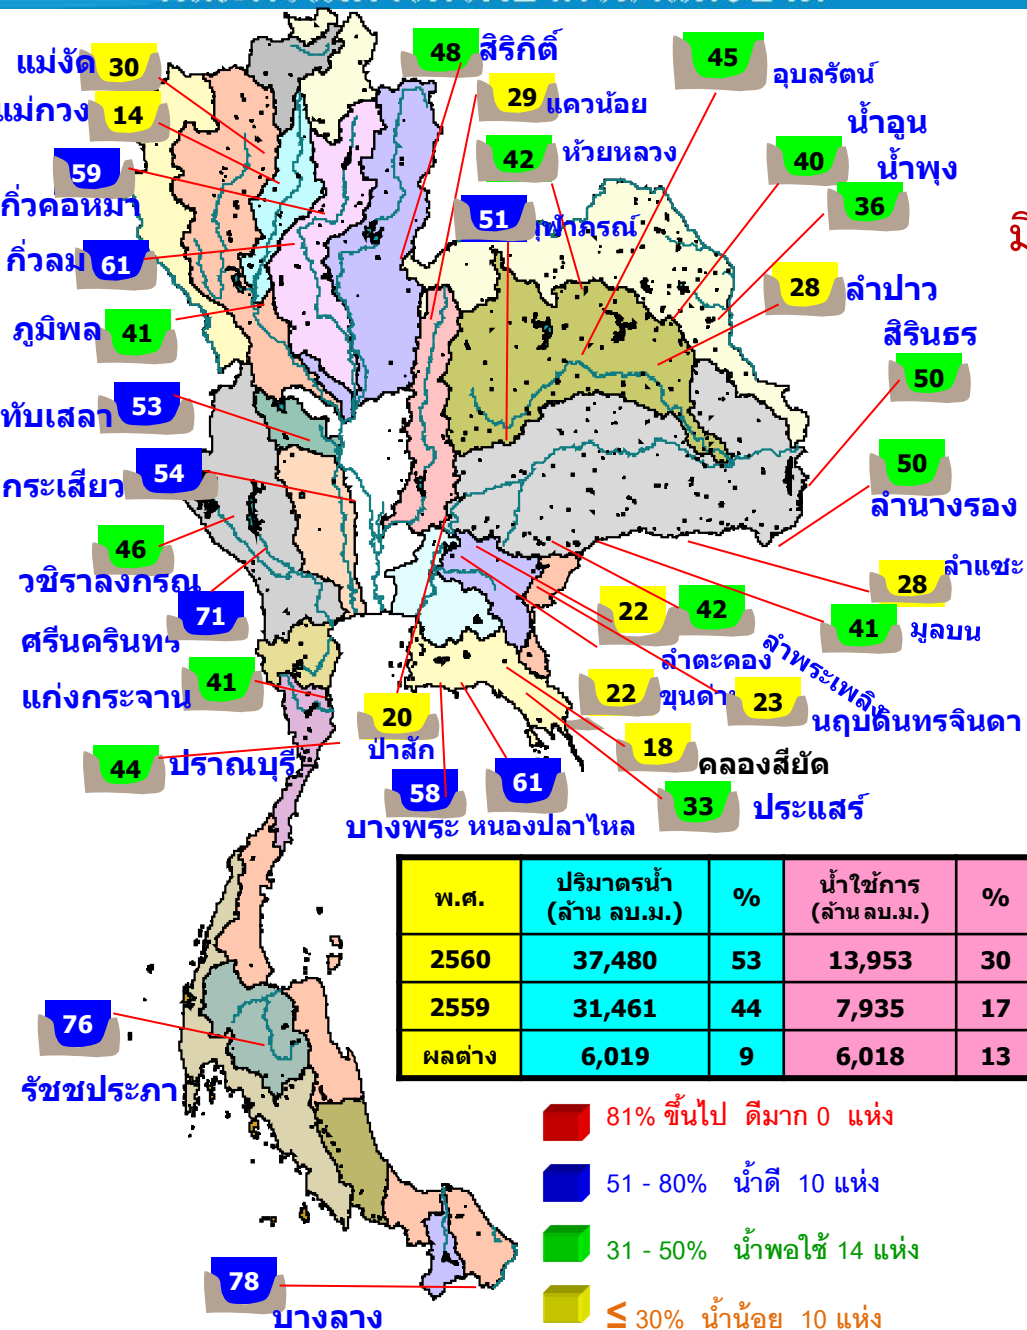 แม่งัด 30
แม่กวง 14
59
กิ่วคอหมา
กิ่วลม 61
ภูมิพล 41
ทับเสลา 53
กระเสียว 54
46
วชิราลงกรณ
71
ศรีนครินทร
แก่งกระจาน 41
44 ปราณบุรี
48 สิริกิติ์
29 แควน้อย
42 ห้วยหลวง
51 จุฬาภรณ์
45 อุบลรัตน์
น้ำอูน
40 น้ำพุง
36
28 ลำปาว
สิรินธร
50
50
ลำนางรอง
ลำแซะ
28
41 มูลบน
22 42
ลำตะคอง ลำพระเพลิง
22 ขุนด่าน 23
นฤบดินทรจินดา
20
ป่าสัก
18 คลองสียัด
58 61
33 ประแสร์
บางพระ หนองปลาไหล
พ.ศ. ปริมาตรน้ำ (ล้าน ลบ.ม.) % น้ำใช้การ (ล้าน ลบ.ม.) %
2560 37,480 53 13,953 30
2559 31,461 44 7,935 17
ผลต่าง 6,019 9 6,018 13
76
รัชชประภา
81% ขึ้นไป ดีมาก 0 แห่ง
51 - 80% น้ำดี 10 แห่ง
31 - 50% น้ำพอใช้ 14 แห่ง
≤ 30% น้ำน้อย 10 แห่ง
78
บางลาง